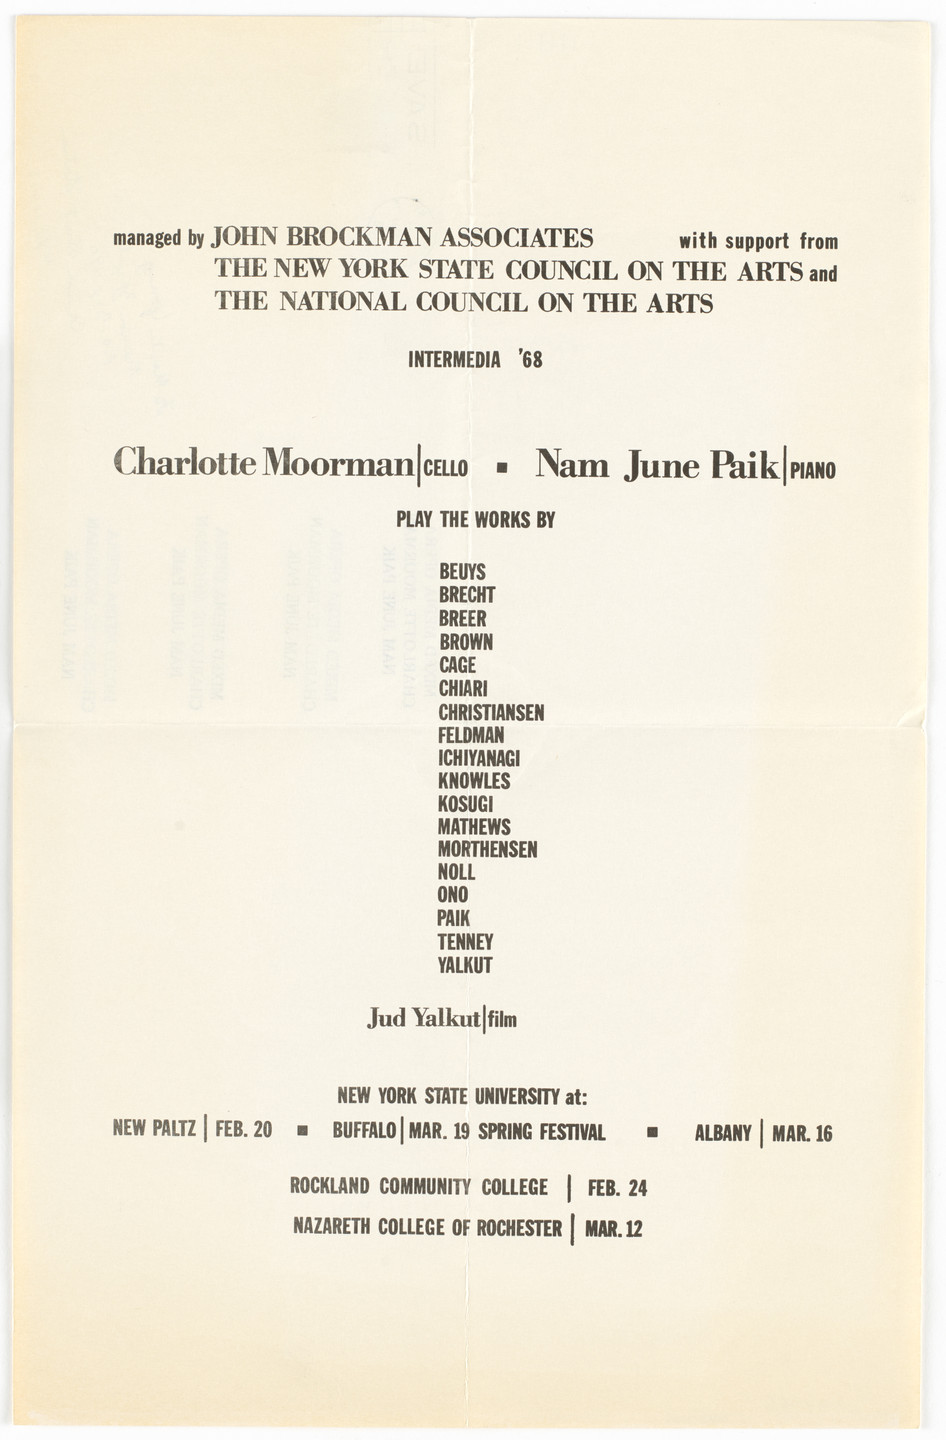 managed by JOHN BROCKMAN ASSOCIATES with support from
THE NEW YORK STATE COUNCIL ON THE ARTS and
THE NATIONAL COUNCIL ON THE ARTS
INTERMEDIA '68
Charlotte Moorman|CELLO ▪ Nam June Paik|PIANO
PLAY THE WORKS BY
BEUYS
BRECHT
BREER
BROWN
CAGE
CHIARI
CHRISTIANSEN
FELDMAN
ICHIYANAGI
KNOWLES
KOSUGI
MATHEWS
MORTHENSEN
NOLL
ONO
PAIK
TENNEY
YALKUT
Jud Yalkut|film
NEW YORK STATE UNIVERSITY at:
NEW PALTZ | FEB. 20 ▪ BUFFALO | MAR. 19 SPRING FESTIVAL ▪ ALBANY | MAR. 16
ROCKLAND COMMUNITY COLLEGE | FEB. 24
NAZARETH COLLEGE OF ROCHESTER | MAR. 12